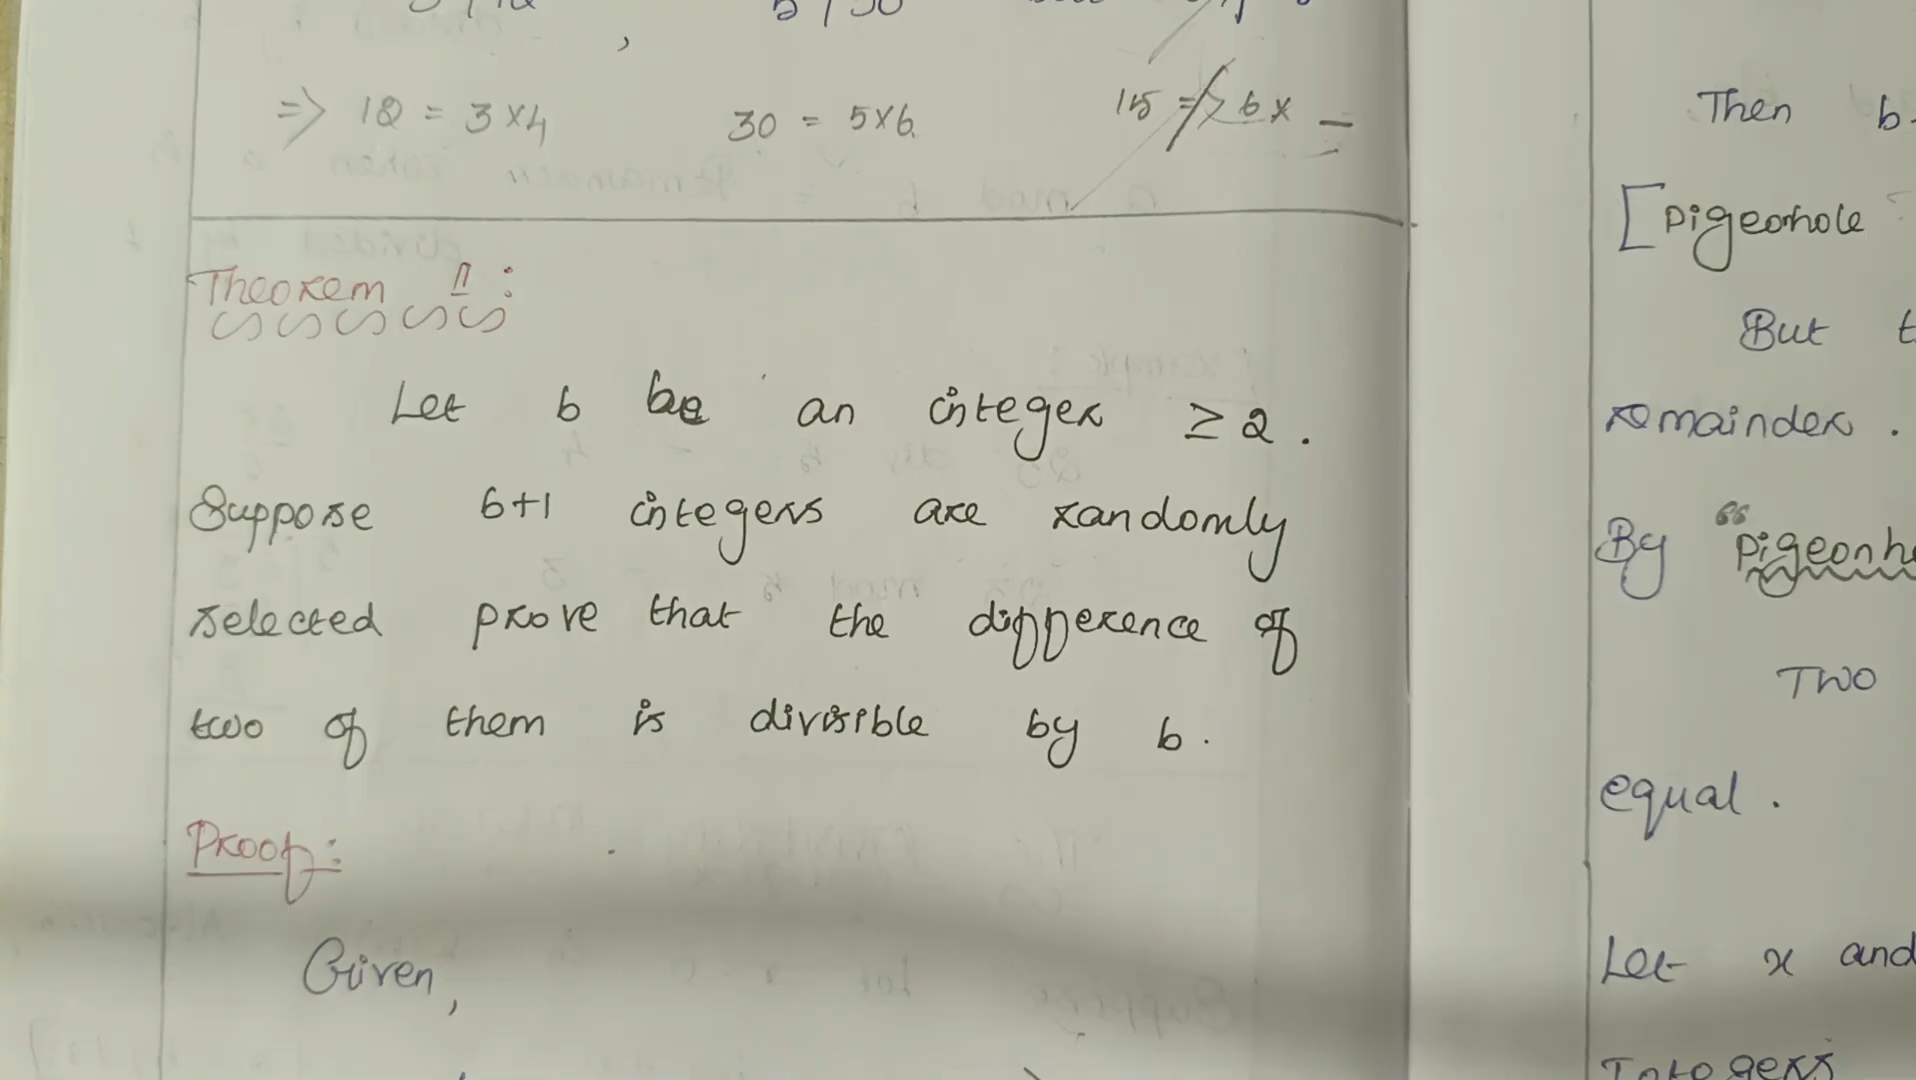 => 12 = 3×4 30 = 5×6 15 => 6×
Theorem II:
Let b be an integer ≥ 2.
Suppose b+1 integers are randomly
selected prove that the difference of
two of them is divisible by b.
Proof:
Given,
Then b
[pigeonhole
But t
remainder.
By "Pigeonh
Two
equal.
Let x and
Integers